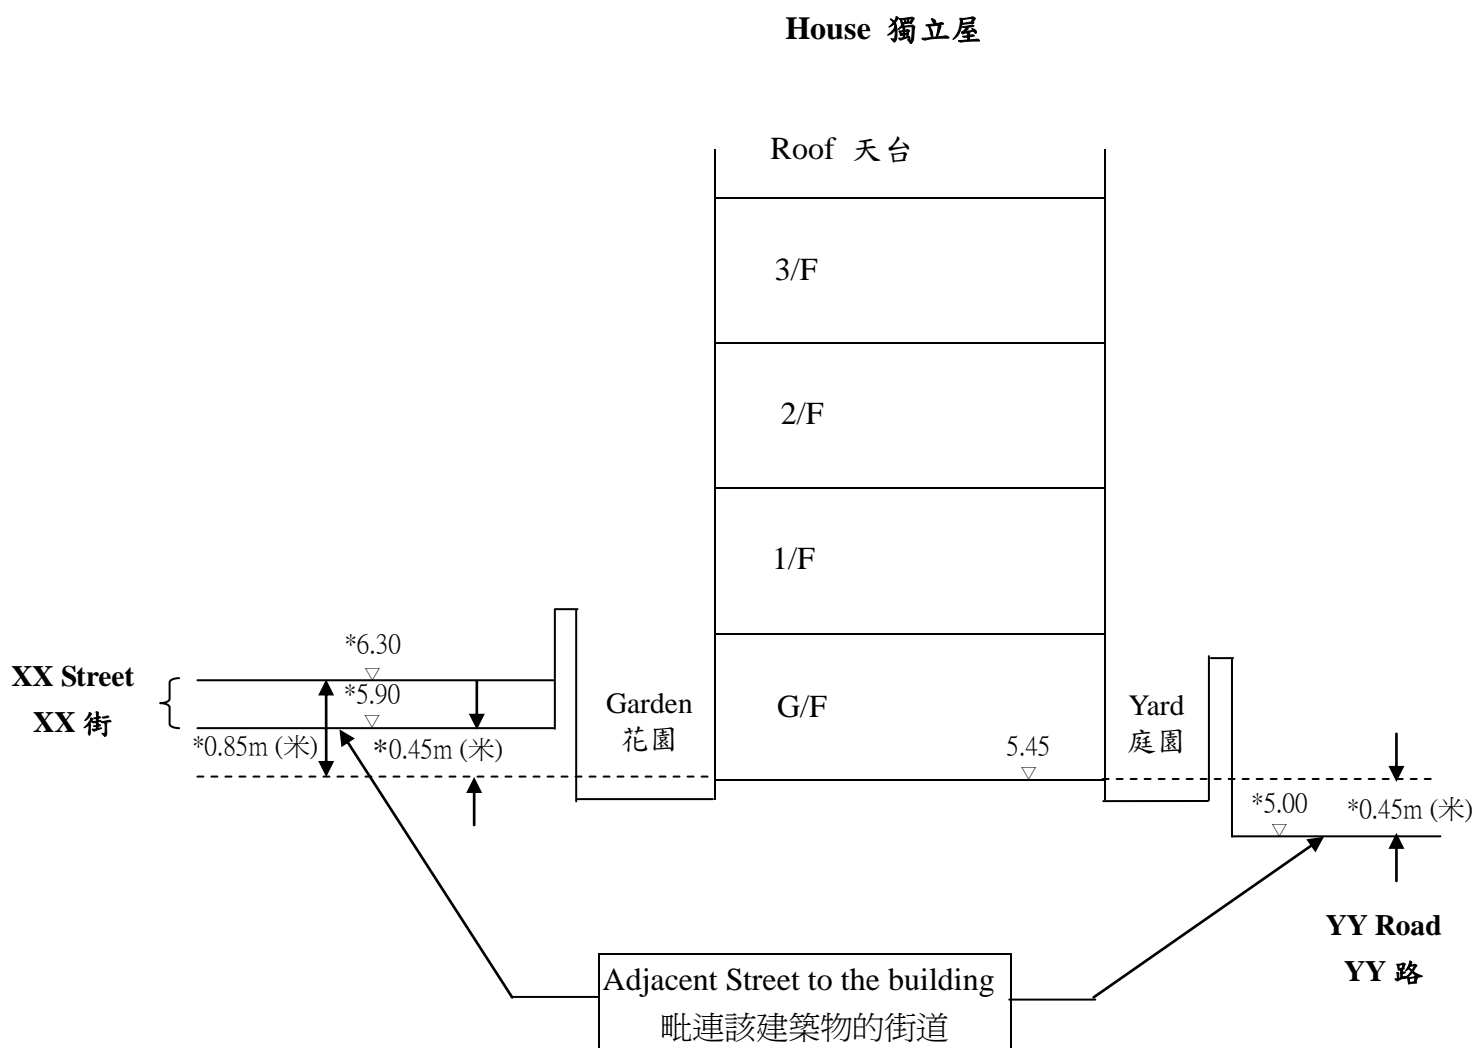 House 獨立屋
Roof 天台
3/F
2/F
1/F
*6.30
XX Street
XX 街
*5.90
*0.85m (米)
*0.45m (米)
Garden
花園
G/F
5.45
Yard
庭園
*5.00
*0.45m (米)
YY Road
YY 路
Adjacent Street to the building
毗連該建築物的街道